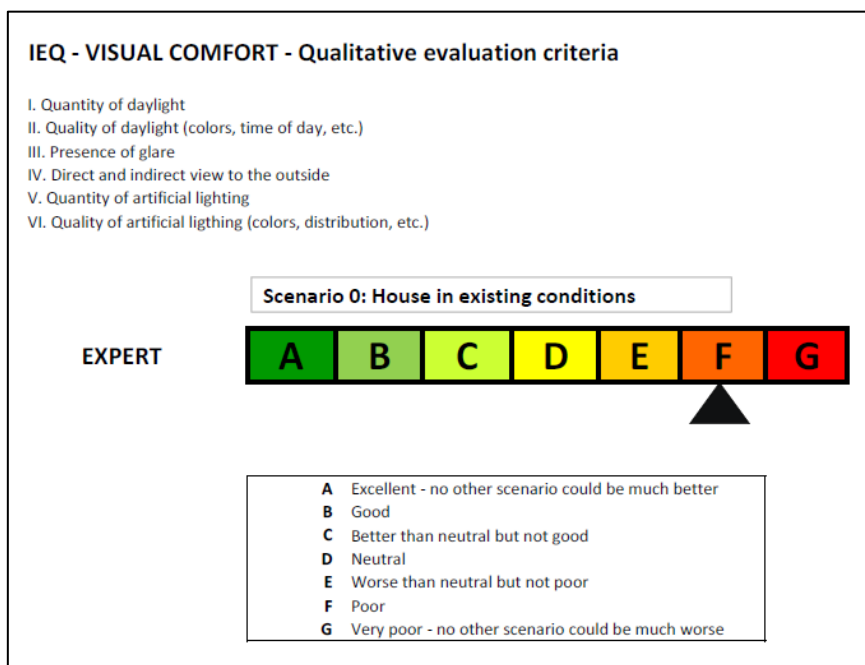 IEQ - VISUAL COMFORT - Qualitative evaluation criteria
I. Quantity of daylight
II. Quality of daylight (colors, time of day, etc.)
III. Presence of glare
IV. Direct and indirect view to the outside
V. Quantity of artificial lighting
VI. Quality of artificial ligthing (colors, distribution, etc.)
Scenario 0: House in existing conditions
EXPERT A B C D E F G
A Excellent - no other scenario could be much better
B Good
C Better than neutral but not good
D Neutral
E Worse than neutral but not poor
F Poor
G Very poor - no other scenario could be much worse